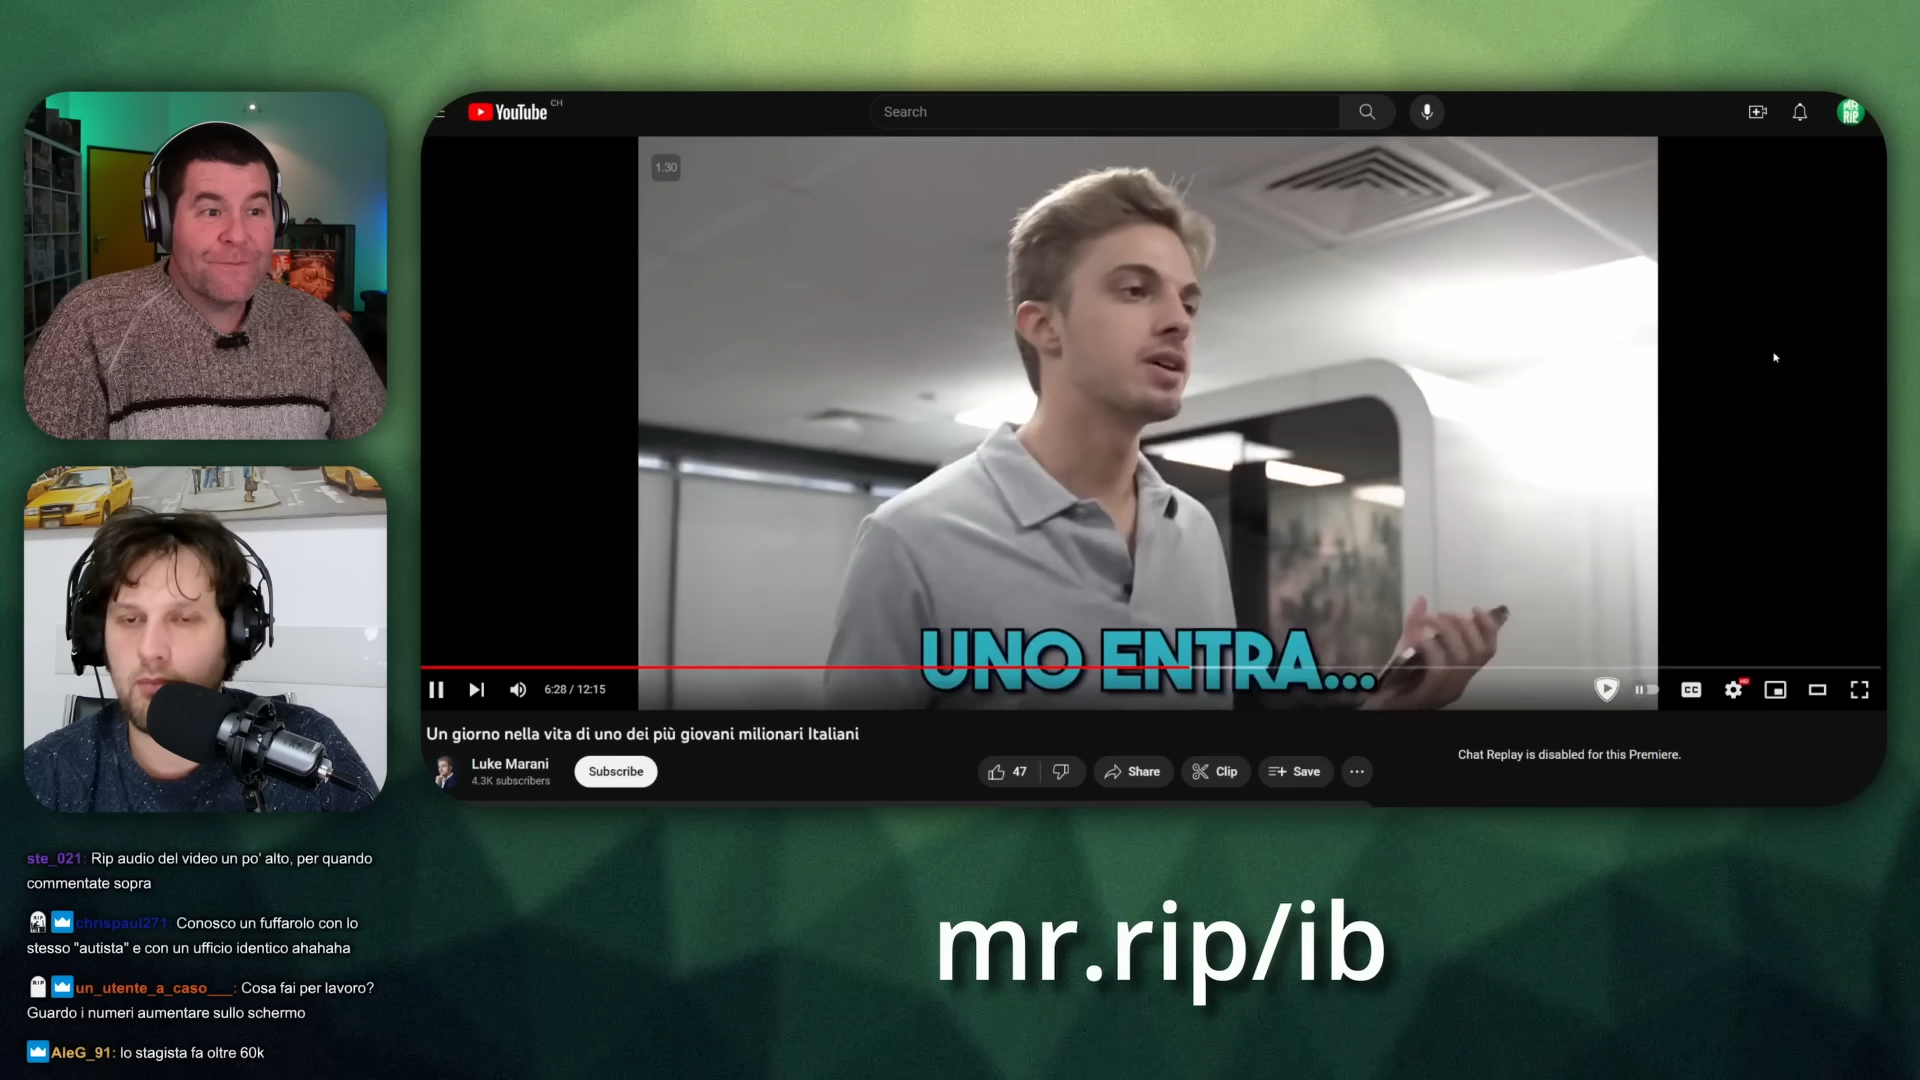 YouTube CH
Search
MR RIP
1.30
UNO ENTRA...
6:28 / 12:15
CC
HD
Un giorno nella vita di uno dei più giovani milionari Italiani
Luke Marani
4.3K subscribers
Subscribe
47
Share
Clip
Save
Chat Replay is disabled for this Premiere.
ste_021: Rip audio del video un po' alto, per quando
commentate sopra
chrispaul271: Conosco un fuffarolo con lo
stesso "autista" e con un ufficio identico ahahaha
un_utente_a_caso___: Cosa fai per lavoro?
Guardo i numeri aumentare sullo schermo
AleG_91: lo stagista fa oltre 60k
mr.rip/ib